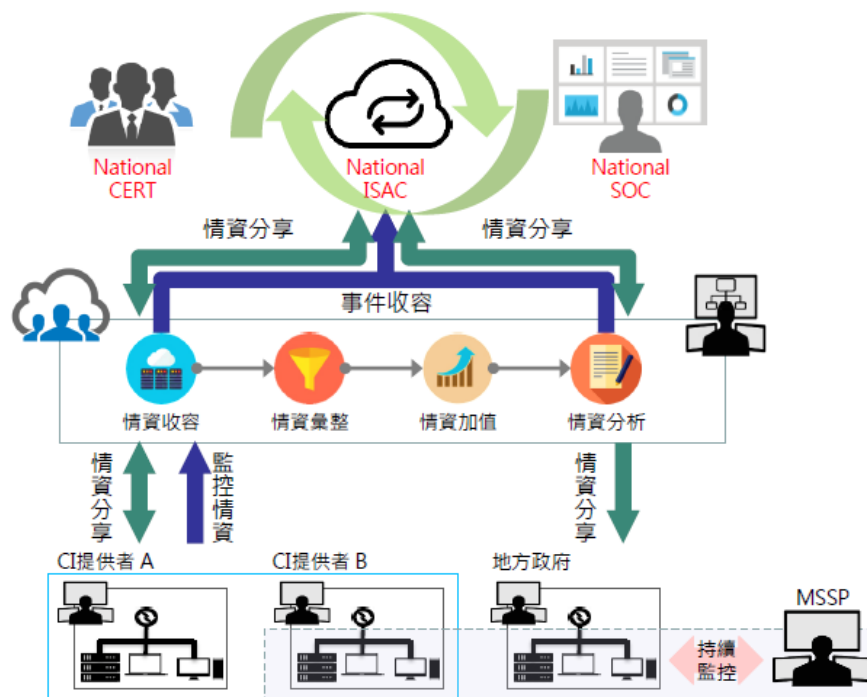 National
CERT
National
ISAC
National
SOC
情資分享
情資分享
事件收容
情資收容
情資彙整
情資加值
情資分析
情資分享
監控情資
情資分享
CI提供者 A
CI提供者 B
地方政府
MSSP
持續
監控